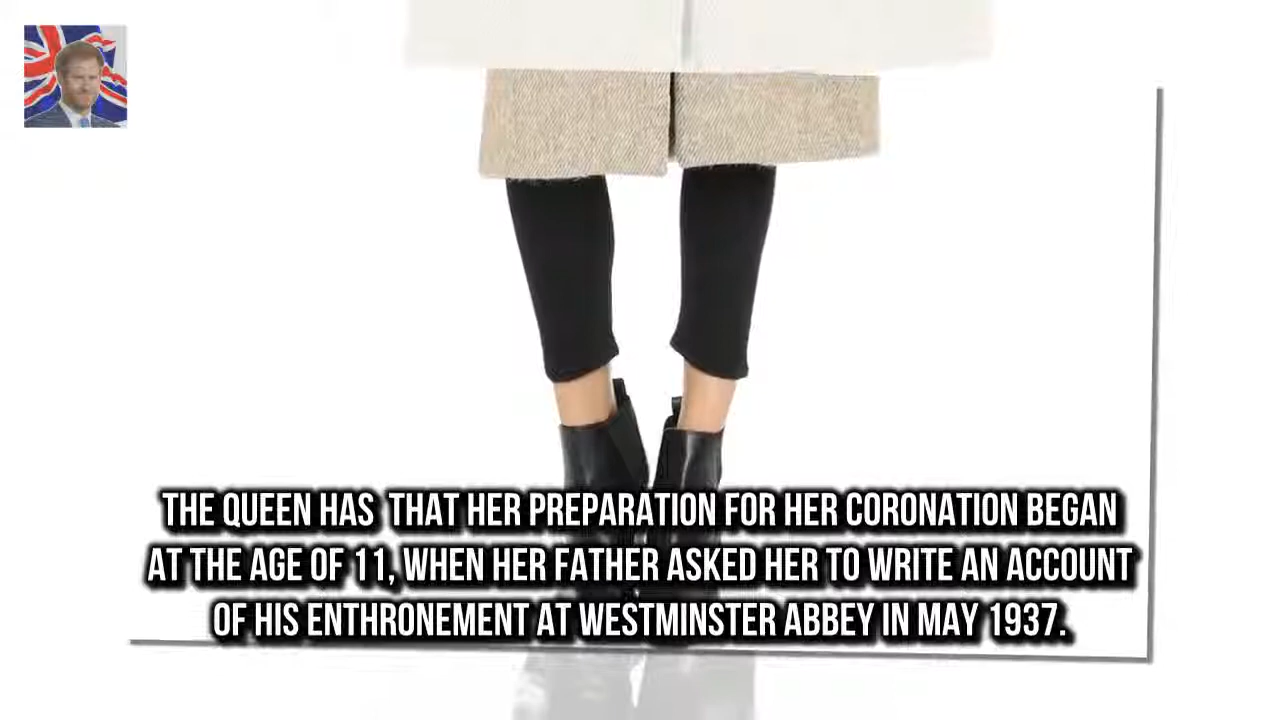 THE QUEEN HAS THAT HER PREPARATION FOR HER CORONATION BEGAN
AT THE AGE OF 11, WHEN HER FATHER ASKED HER TO WRITE AN ACCOUNT
OF HIS ENTHRONEMENT AT WESTMINSTER ABBEY IN MAY 1937.